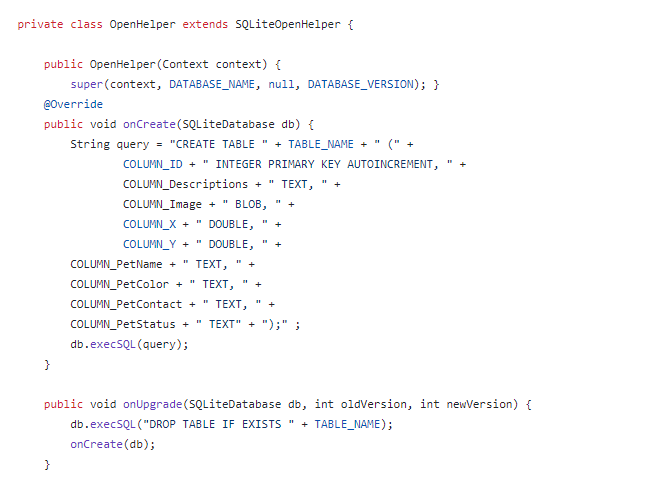 private class OpenHelper extends SQLiteOpenHelper {
public OpenHelper(Context context) {
super(context, DATABASE_NAME, null, DATABASE_VERSION); }
@Override
public void onCreate(SQLiteDatabase db) {
String query = "CREATE TABLE " + TABLE_NAME + " (" +
COLUMN_ID + " INTEGER PRIMARY KEY AUTOINCREMENT, " +
COLUMN_Descriptions + " TEXT, " +
COLUMN_Image + " BLOB, " +
COLUMN_X + " DOUBLE, " +
COLUMN_Y + " DOUBLE, " +
COLUMN_PetName + " TEXT, " +
COLUMN_PetColor + " TEXT, " +
COLUMN_PetContact + " TEXT, " +
COLUMN_PetStatus + " TEXT" + ");" ;
db.execSQL(query);
}
public void onUpgrade(SQLiteDatabase db, int oldVersion, int newVersion) {
db.execSQL("DROP TABLE IF EXISTS " + TABLE_NAME);
onCreate(db);
}